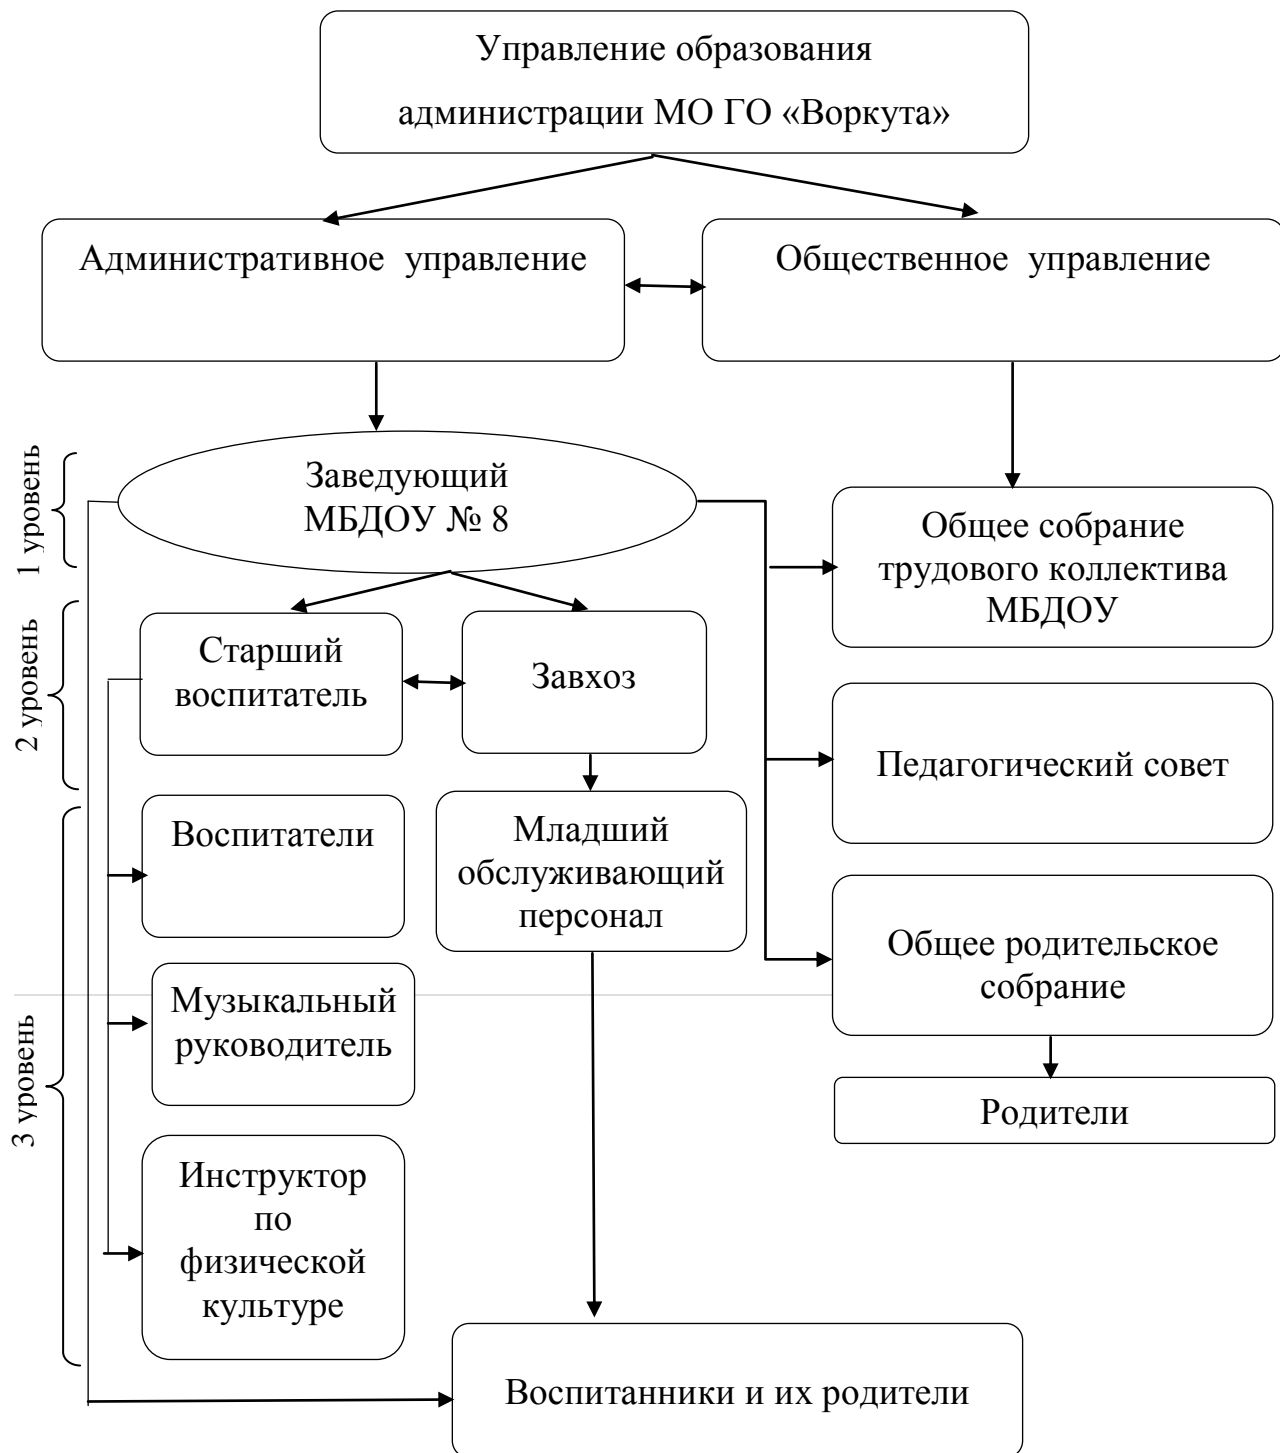 Управление образования
администрации МО ГО «Воркута»
Административное управление
Общественное управление
1 уровень
Заведующий
МБДОУ № 8
Общее собрание
трудового коллектива
МБДОУ
2 уровень
Старший
воспитатель
Завхоз
Педагогический совет
3 уровень
Воспитатели
Младший
обслуживающий
персонал
Общее родительское
собрание
Музыкальный
руководитель
Родители
Инструктор
по
физической
культуре
Воспитанники и их родители